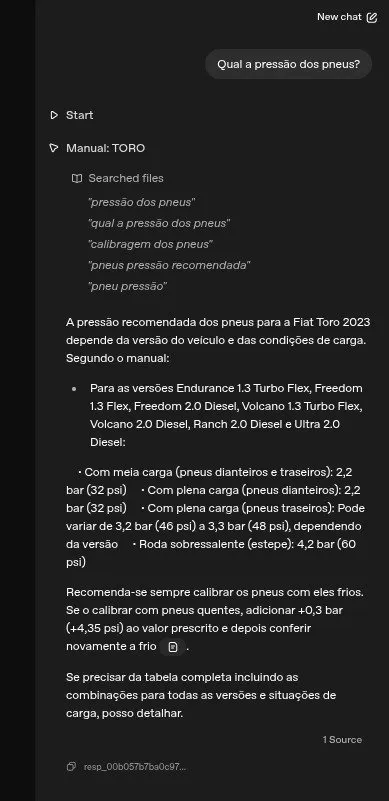 New chat
Qual a pressão dos pneus?
Start
Manual: TORO
Searched files
"pressão dos pneus"
"qual a pressão dos pneus"
"calibragem dos pneus"
"pneus pressão recomendada"
"pneu pressão"
A pressão recomendada dos pneus para a Fiat Toro 2023
depende da versão do veículo e das condições de carga.
Segundo o manual:
• Para as versões Endurance 1.3 Turbo Flex, Freedom
1.3 Flex, Freedom 2.0 Diesel, Volcano 1.3 Turbo Flex,
Volcano 2.0 Diesel, Ranch 2.0 Diesel e Ultra 2.0
Diesel:
• Com meia carga (pneus dianteiros e traseiros): 2,2
bar (32 psi) • Com plena carga (pneus dianteiros): 2,2
bar (32 psi) • Com plena carga (pneus traseiros): Pode
variar de 3,2 bar (46 psi) a 3,3 bar (48 psi), dependendo
da versão • Roda sobressalente (estepe): 4,2 bar (60
psi)
Recomenda-se sempre calibrar os pneus com eles frios.
Se o calibrar com pneus quentes, adicionar +0,3 bar
(+4,35 psi) ao valor prescrito e depois conferir
novamente a frio .
Se precisar da tabela completa incluindo as
combinações para todas as versões e situações de
carga, posso detalhar.
1 Source
resp_00b057b7ba0c97...